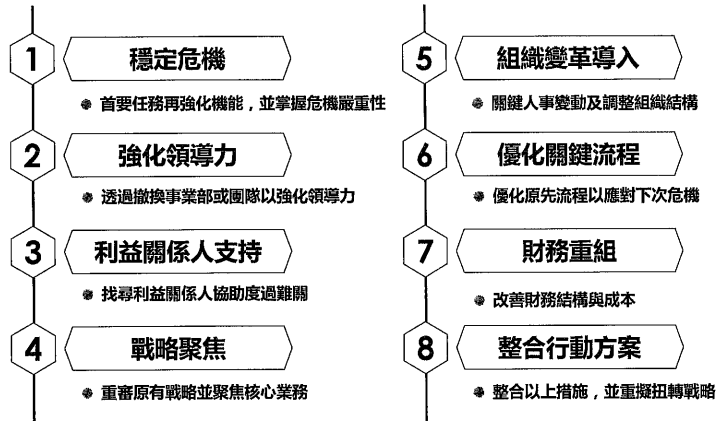 1
穩定危機
首要任務再強化機能，並掌握危機嚴重性
2
強化領導力
透過撤換事業部或團隊以強化領導力
3
利益關係人支持
找尋利益關係人協助度過難關
4
戰略聚焦
重審原有戰略並聚焦核心業務
5
組織變革導入
關鍵人事變動及調整組織結構
6
優化關鍵流程
優化原先流程以應對下次危機
7
財務重組
改善財務結構與成本
8
整合行動方案
整合以上措施，並重擬扭轉戰略